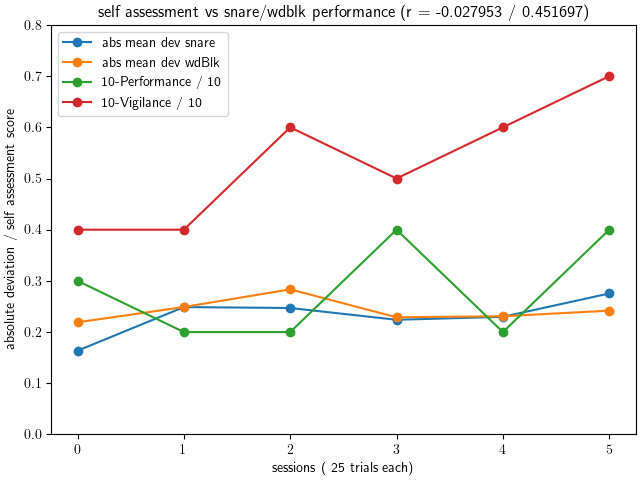 self assessment vs snare/wdblk performance (r = -0.027953 / 0.451697)
abs mean dev snare
abs mean dev wdBlk
10-Performance / 10
10-Vigilance / 10
absolute deviation / self assessment score
0.8
0.7
0.6
0.5
0.4
0.3
0.2
0.1
0.0
0 1 2 3 4 5
sessions ( 25 trials each)